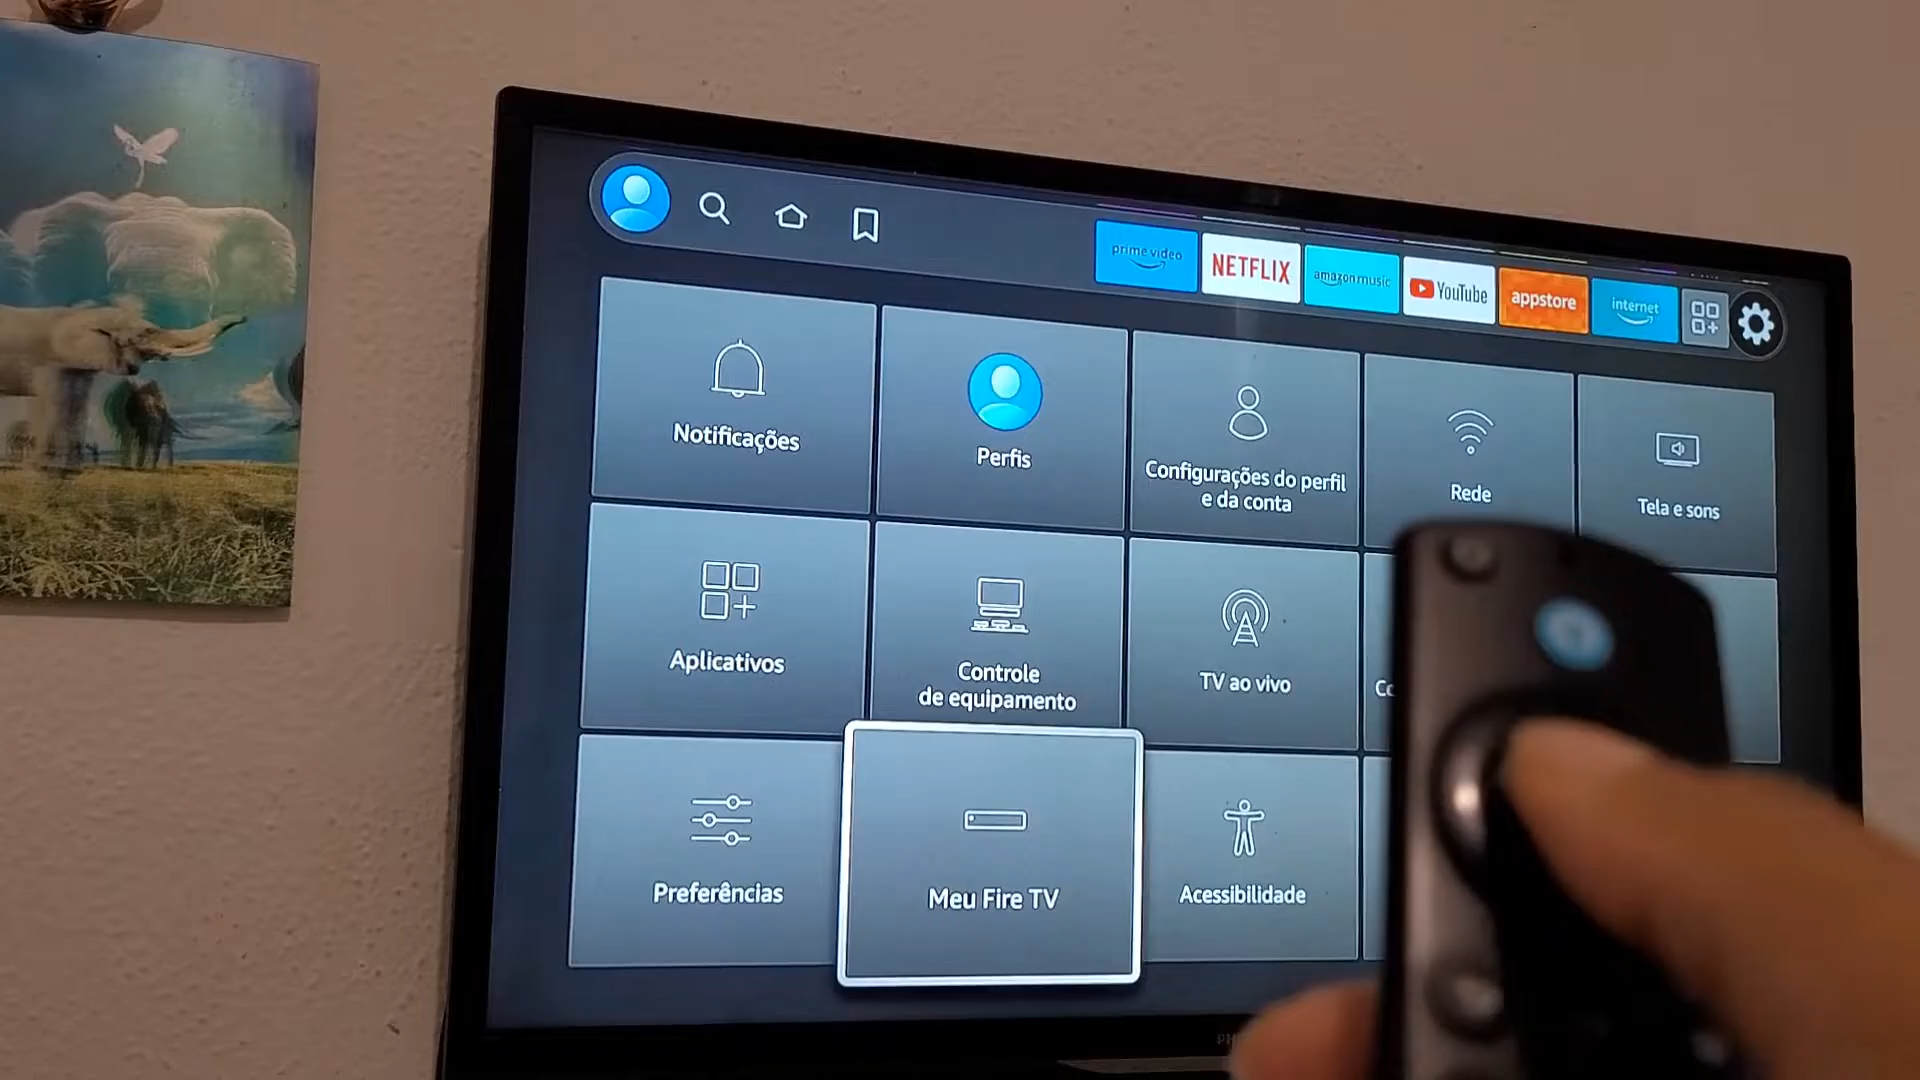 prime video
NETFLIX
amazon music
YouTube
appstore
internet
Notificações
Perfis
Configurações do perfil
e da conta
Rede
Tela e sons
Aplicativos
Controle
de equipamento
TV ao vivo
Preferências
Meu Fire TV
Acessibilidade